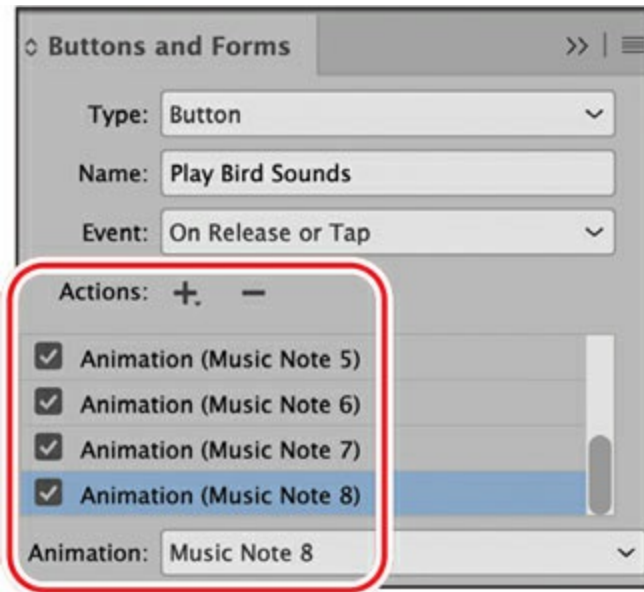 Buttons and Forms
Type: Button
Name: Play Bird Sounds
Event: On Release or Tap
Actions:
Animation (Music Note 5)
Animation (Music Note 6)
Animation (Music Note 7)
Animation (Music Note 8)
Animation: Music Note 8